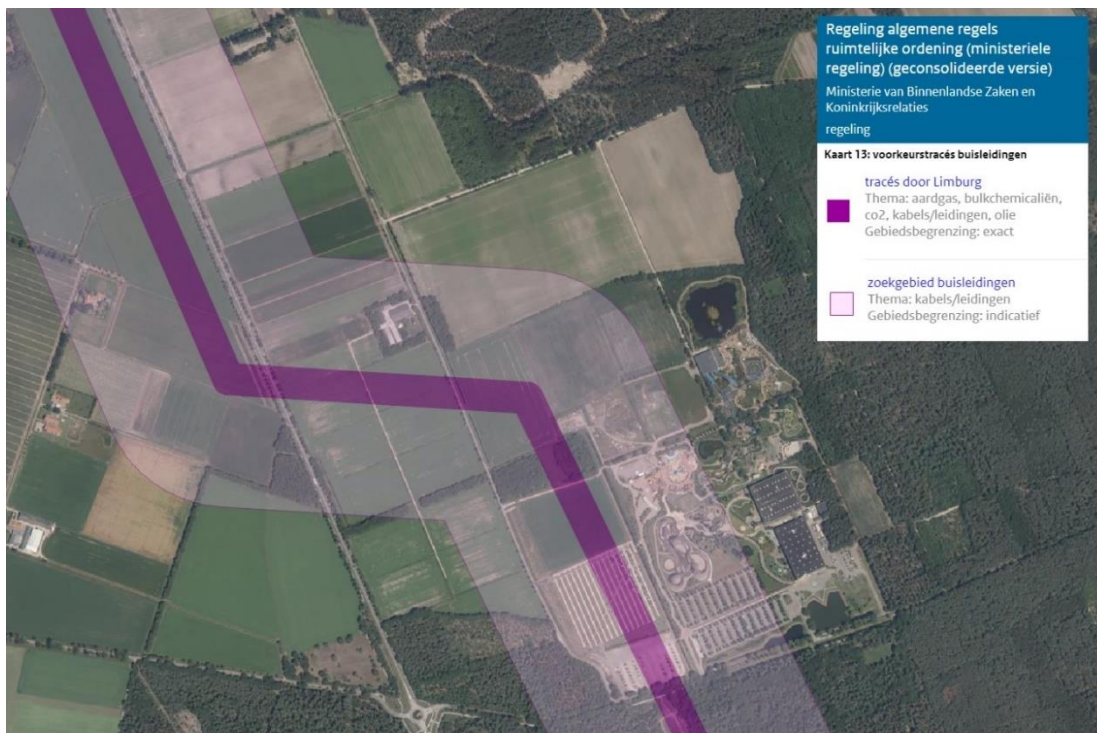 Regeling algemene regels
ruimtelijke ordening (ministeriele
regeling) (geconsolideerde versie)
Ministerie van Binnenlandse Zaken en
Koninkrijksrelaties
regeling
Kaart 13: voorkeurstracés buisleidingen
tracés door Limburg
Thema: aardgas, bulkchemicaliën,
co2, kabels/leidingen, olie
Gebiedsbegrenzing: exact
zoekgebied buisleidingen
Thema: kabels/leidingen
Gebiedsbegrenzing: indicatief